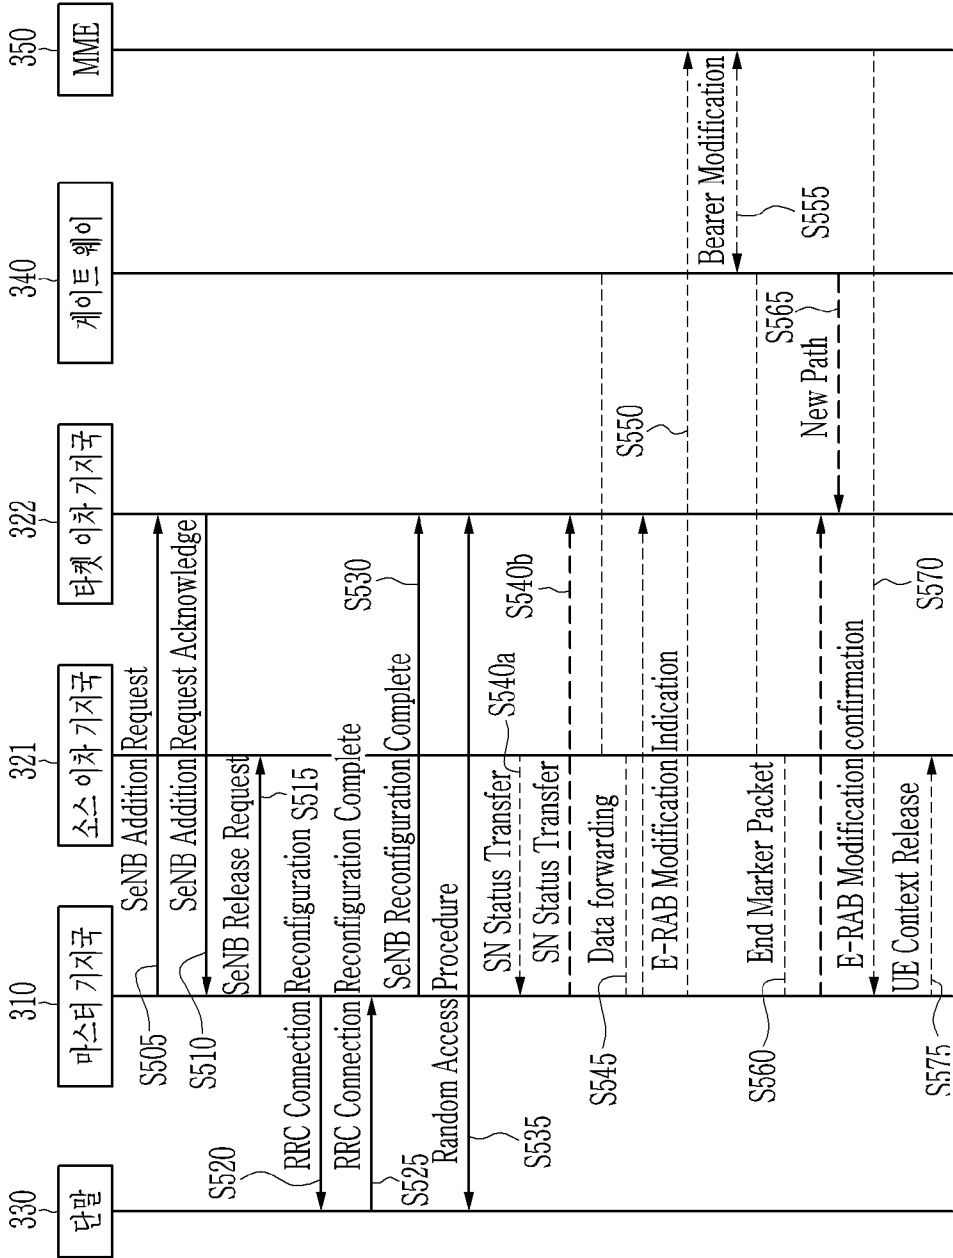 330
310
321
322
340
350
단말
마스터 기지국
소스 이차 기지국
타켓 이차 기지국
게이트 웨이
MME
SeNB Addition Request
S505
SeNB Addition Request Acknowledge
S510
SeNB Release Request
S515
RRC Connection Reconfiguration
S520
RRC Connection Reconfiguration Complete
S525
SeNB Reconfiguration Complete
S530
Random Access Procedure
S535
SN Status Transfer
S540a
SN Status Transfer
S540b
Data forwarding
S545
E-RAB Modification Indication
S550
Bearer Modification
S555
End Marker Packet
S560
New Path
S565
E-RAB Modification confirmation
S570
UE Context Release
S575